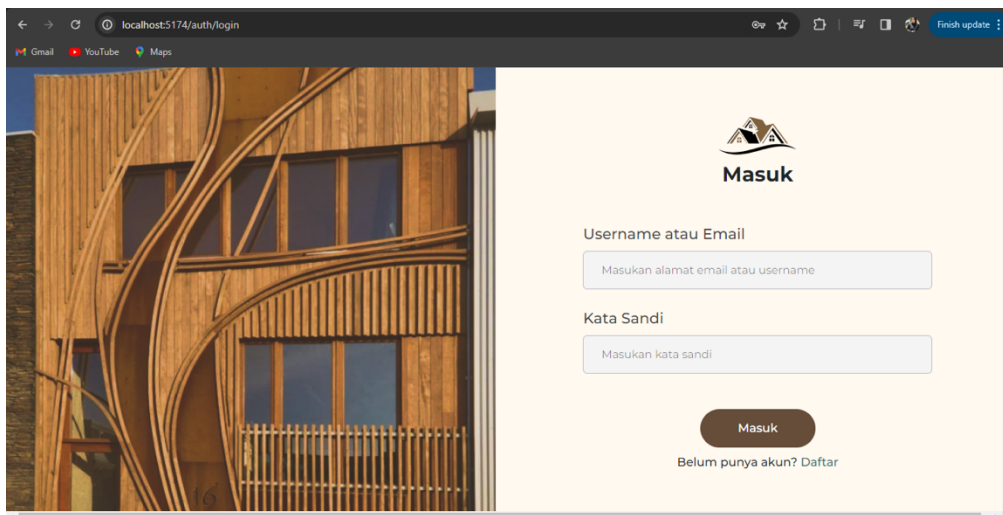 localhost:5174/auth/login
Finish update
Gmail YouTube Maps
16
Masuk
Username atau Email
Masukan alamat email atau username
Kata Sandi
Masukan kata sandi
Masuk
Belum punya akun? Daftar